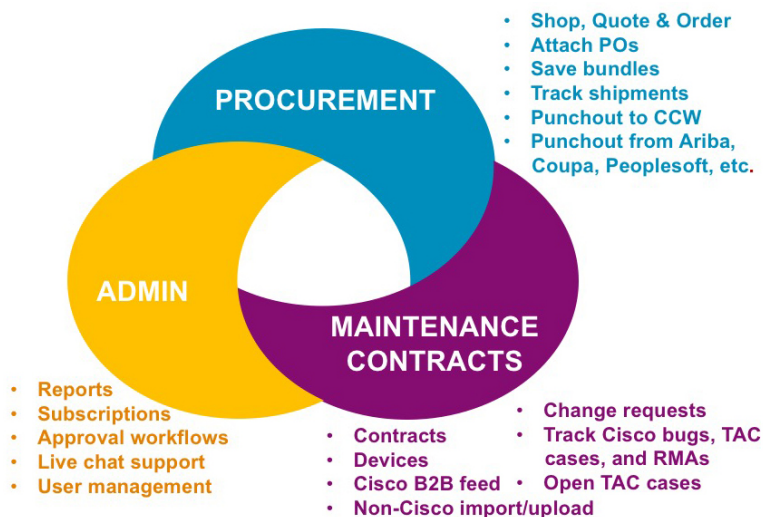 PROCUREMENT
• Shop, Quote & Order
• Attach POs
• Save bundles
• Track shipments
• Punchout to CCW
• Punchout from Ariba,
Coupa, Peoplesoft, etc.
ADMIN
• Reports
• Subscriptions
• Approval workflows
• Live chat support
• User management
MAINTENANCE
CONTRACTS
• Contracts
• Devices
• Cisco B2B feed
• Non-Cisco import/upload
• Change requests
• Track Cisco bugs, TAC
cases, and RMAs
• Open TAC cases